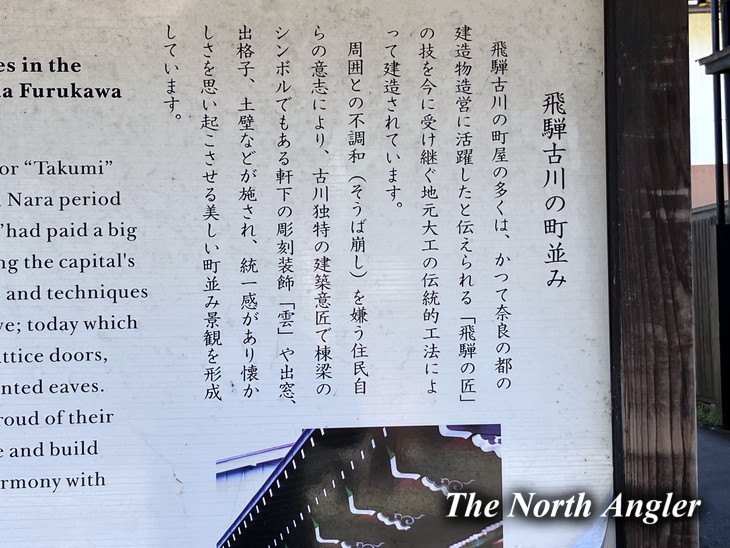 飛騨古川の町並み
飛騨古川の町屋の多くは、かつて奈良の都の
建造物造営に活躍したと伝えられる「飛騨の匠」
の技を今に受け継ぐ地元大工の伝統的工法によ
って建造されています。
周囲との不調和（そうば崩し）を嫌う住民自
らの意志により、古川独特の建築意匠で棟梁の
シンボルでもある軒下の彫刻装飾「雲」や出窓、
出格子、土壁などが施され、統一感があり懐か
しさを思い起こさせる美しい町並み景観を形成
しています。
es in the
a Furukawa
or “Takumi”
Nara period
had paid a big
ng the capital's
and techniques
ve; today which
attice doors,
nted eaves.
roud of their
e and build
rmony with
The North Angler